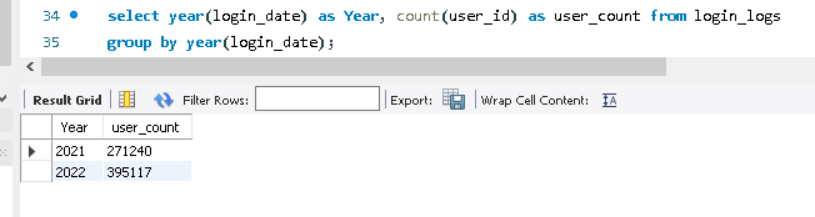 34 select year(login_date) as Year, count(user_id) as user_count from login_logs
35 group by year(login_date);
Result Grid Filter Rows: Export: Wrap Cell Content:
Year user_count
2021 271240
2022 395117